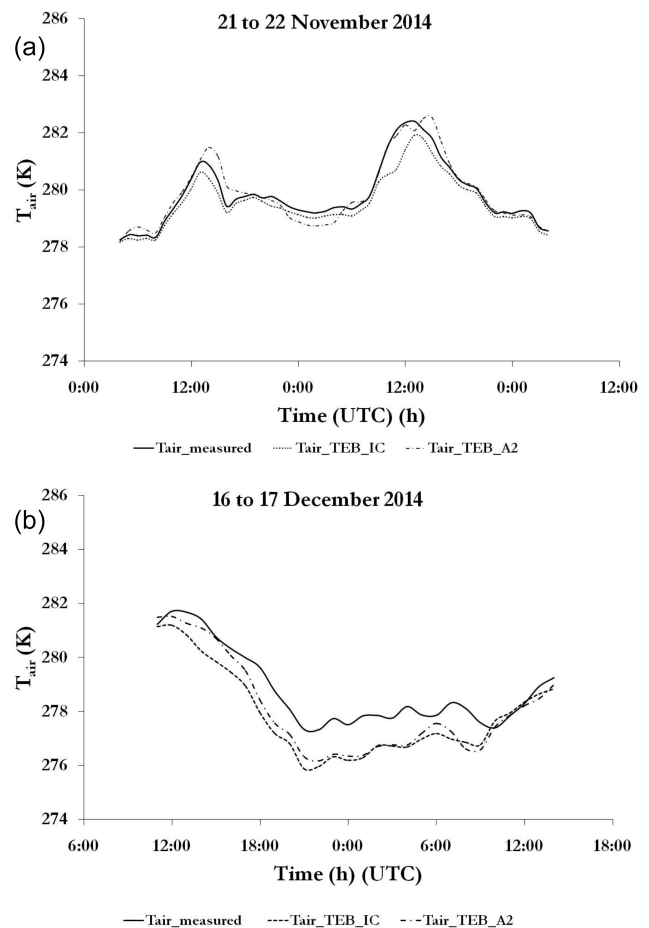 21 to 22 November 2014
(a)
286
284
282
280
278
276
274
T_air (K)
0:00 12:00 0:00 12:00 0:00 12:00
Time (UTC) (h)
Tair_measured Tair_TEB_IC Tair_TEB_A2
16 to 17 December 2014
(b)
286
284
282
280
278
276
274
T_air (K)
6:00 12:00 18:00 0:00 6:00 12:00 18:00
Time (h) (UTC)
Tair_measured Tair_TEB_IC Tair_TEB_A2